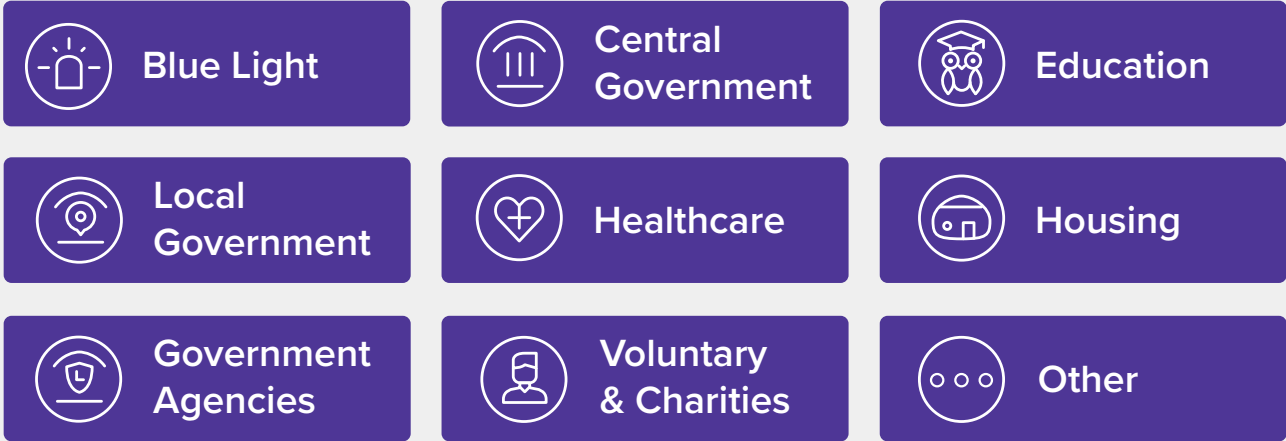 Blue Light
Central
Government
Education
Local
Government
Healthcare
Housing
Government
Agencies
Voluntary
& Charities
Other